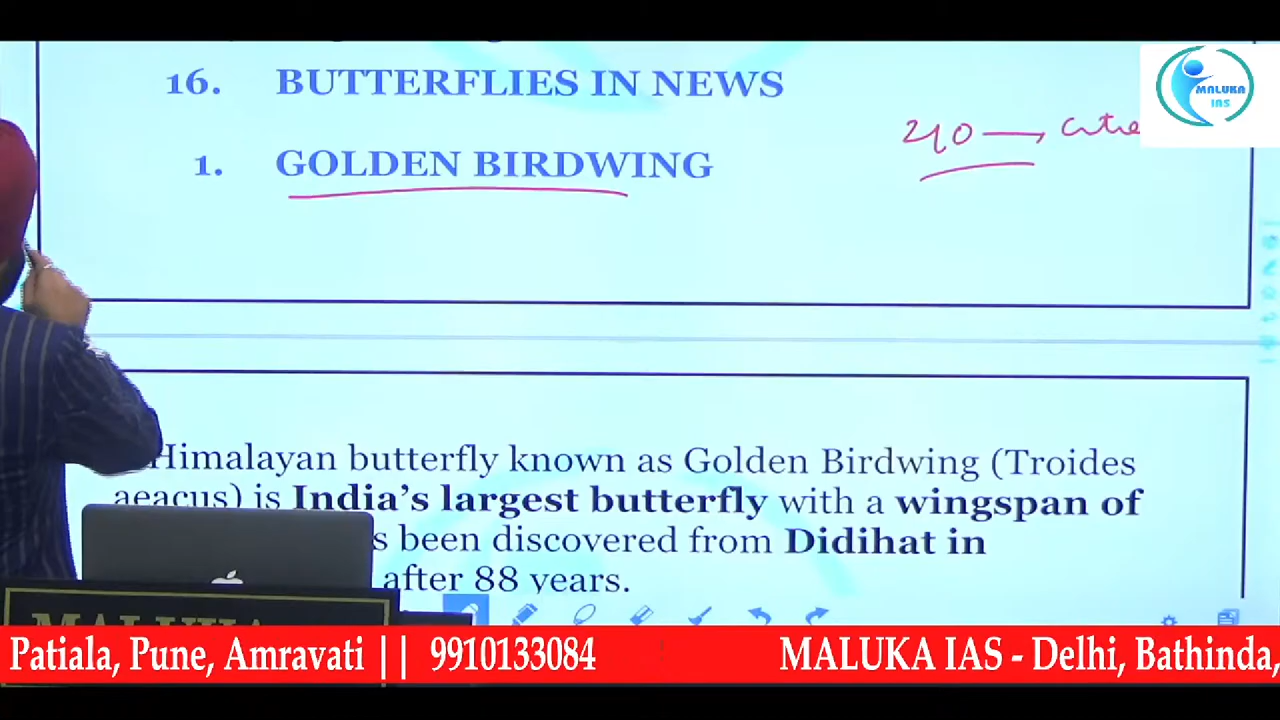 16. BUTTERFLIES IN NEWS
MALUKA
IAS
240 →
1. GOLDEN BIRDWING
Himalayan butterfly known as Golden Birdwing (Troides
aeacus) is India's largest butterfly with a wingspan of
s been discovered from Didihat in
after 88 years.
MALUKA
Patiala, Pune, Amravati || 9910133084 MALUKA IAS - Delhi, Bathinda,